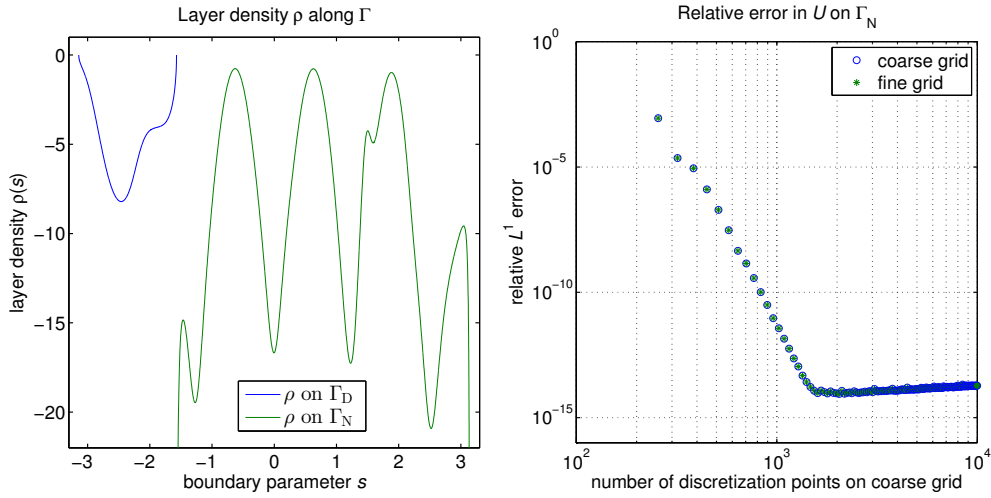 Layer density ρ along Γ
0
−5
−10
−15
−20
layer density ρ(s)
−3
−2
−1
0
1
2
3
boundary parameter s
ρ on Γ_D
ρ on Γ_N
Relative error in U on Γ_N
10^0
10^−5
10^−10
10^−15
relative L^1 error
10^2
10^3
10^4
number of discretization points on coarse grid
coarse grid
fine grid